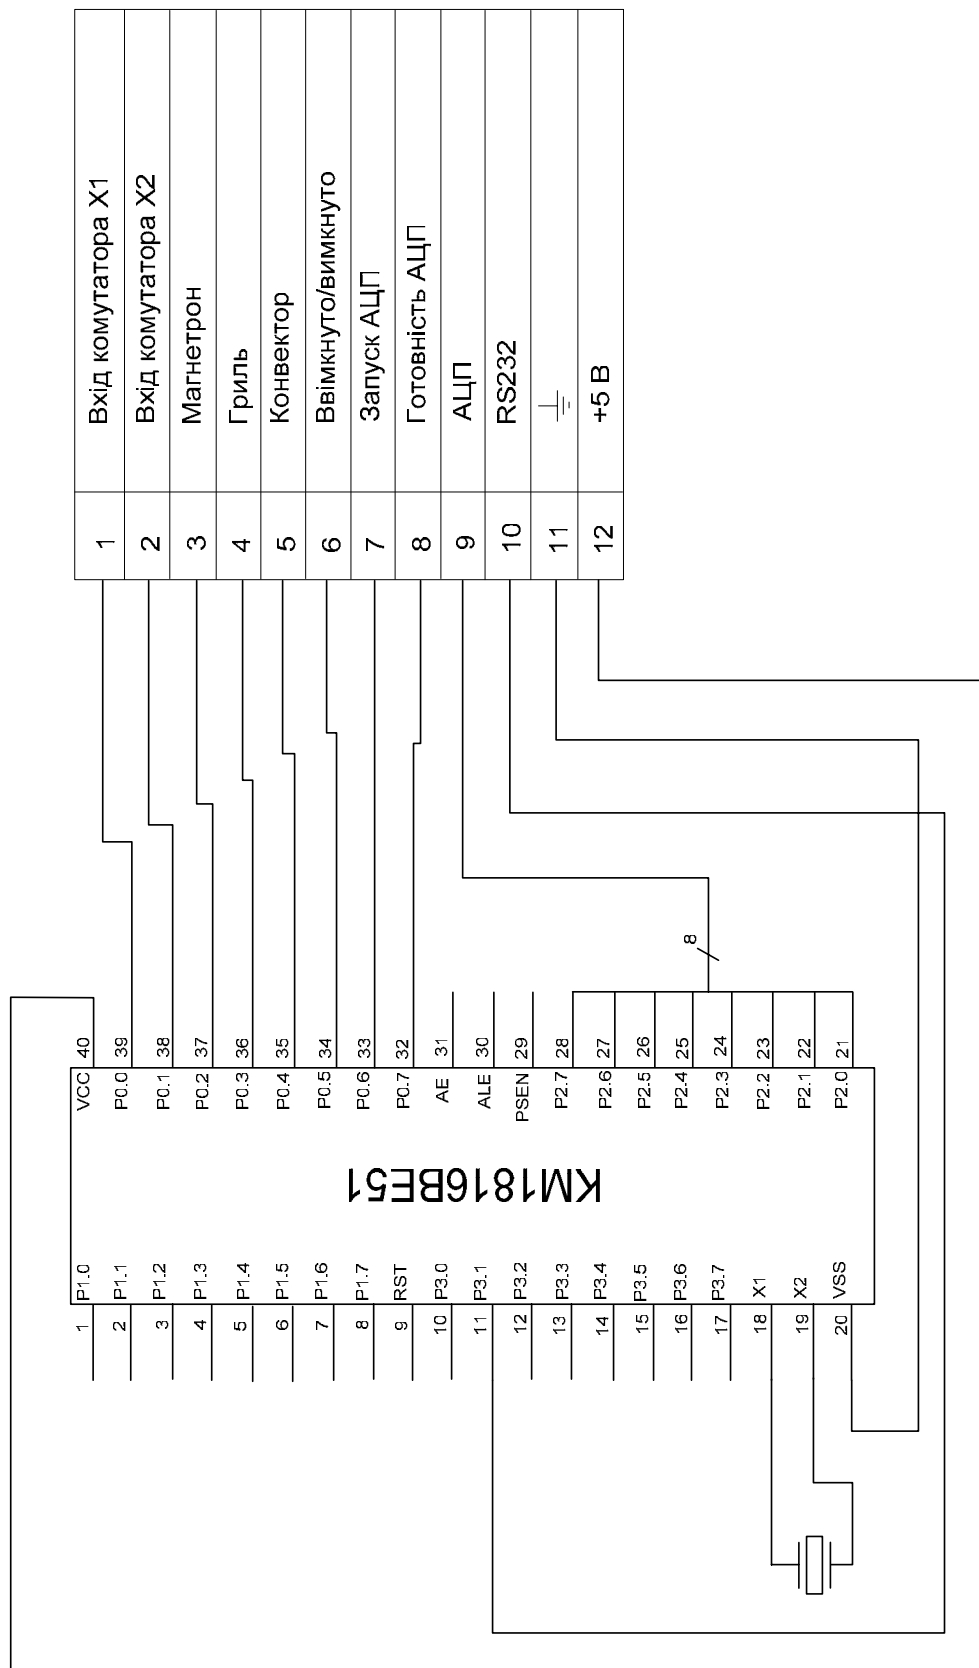 1 Вхід комутатора X1
2 Вхід комутатора X2
3 Магнетрон
4 Гриль
5 Конвектор
6 Ввімкнуто/вимкнуто
7 Запуск АЦП
8 Готовність АЦП
9 АЦП
10 RS232
11
12 +5 В
8
40 VCC
39 P0.0
38 P0.1
37 P0.2
36 P0.3
35 P0.4
34 P0.5
33 P0.6
32 P0.7
31 AE
30 ALE
29 PSEN
28 P2.7
27 P2.6
26 P2.5
25 P2.4
24 P2.3
23 P2.2
22 P2.1
21 P2.0
КМ1816ВЕ51
1 P1.0
2 P1.1
3 P1.2
4 P1.3
5 P1.4
6 P1.5
7 P1.6
8 P1.7
9 RST
10 P3.0
11 P3.1
12 P3.2
13 P3.3
14 P3.4
15 P3.5
16 P3.6
17 P3.7
18 X1
19 X2
20 VSS